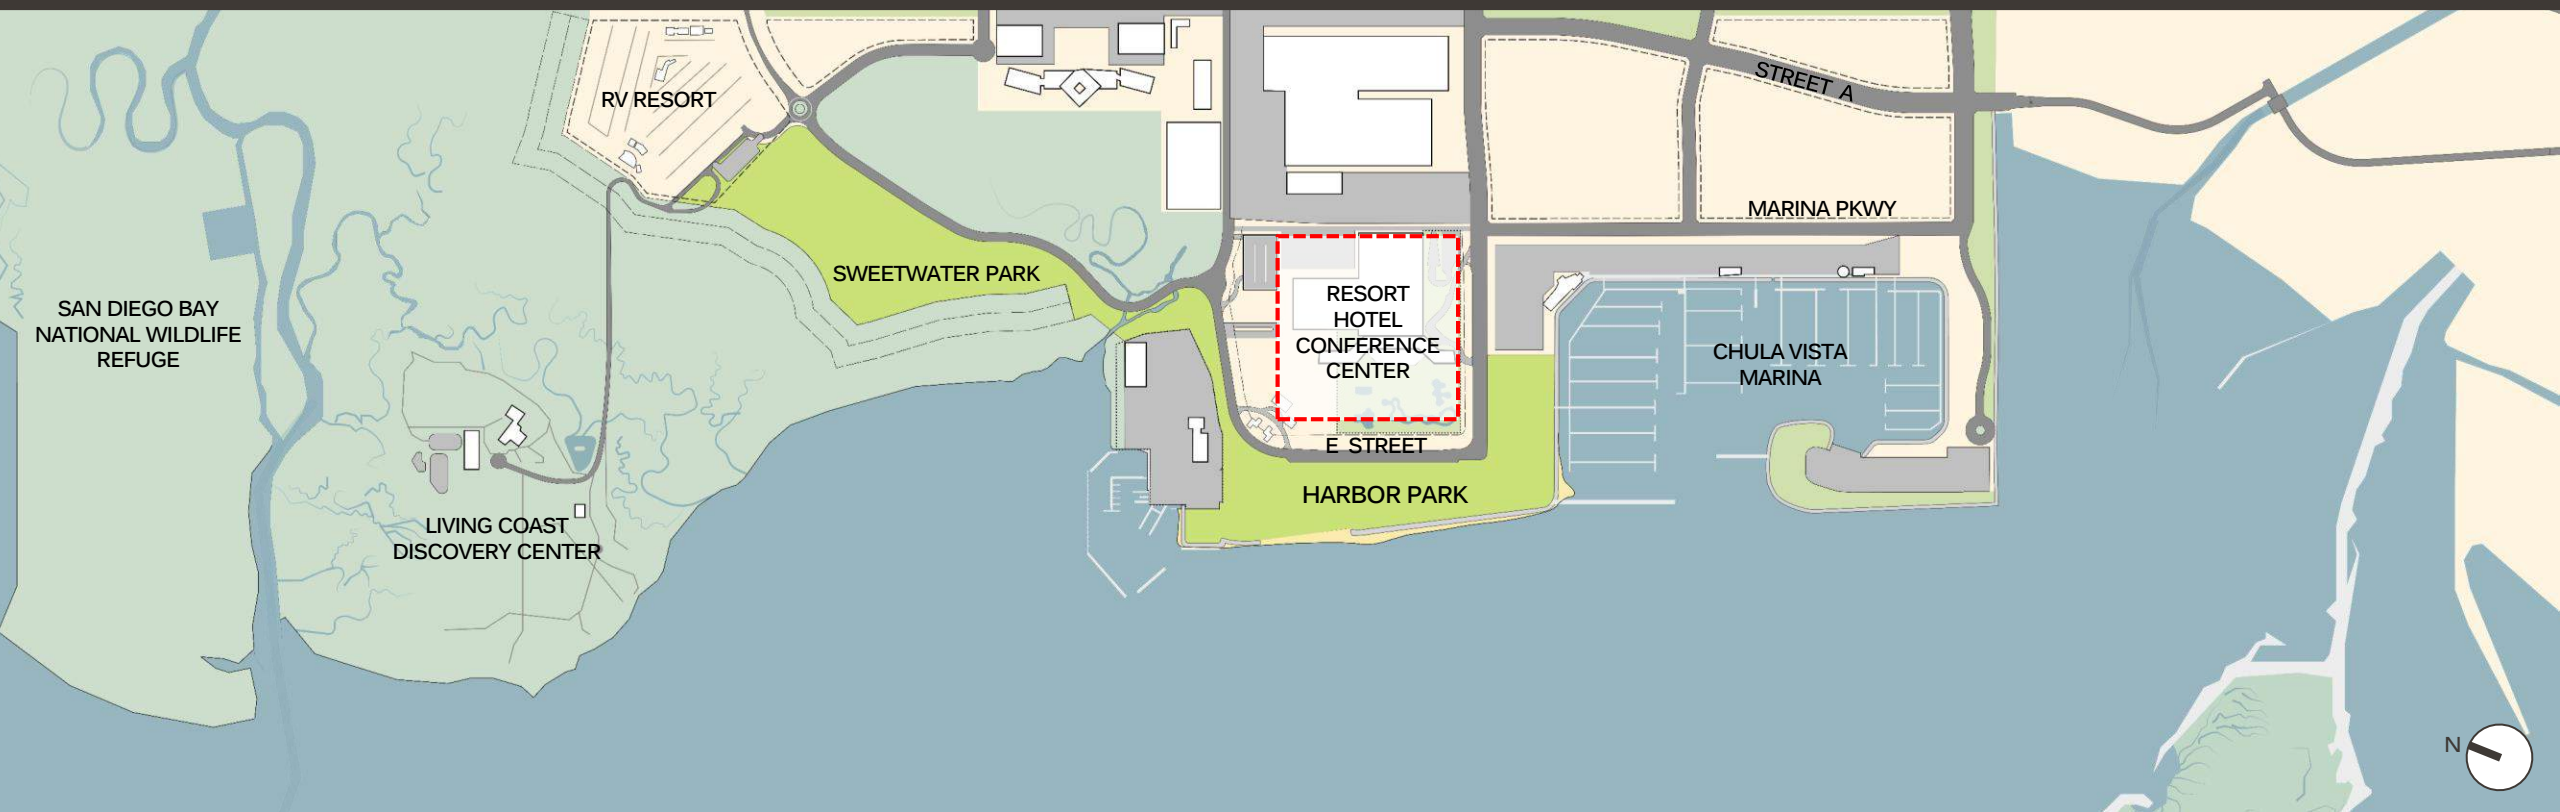 RV RESORT
STREET A
MARINA PKWY
SWEETWATER PARK
SAN DIEGO BAY
NATIONAL WILDLIFE
REFUGE
RESORT
HOTEL
CONFERENCE
CENTER
CHULA VISTA
MARINA
E STREET
HARBOR PARK
LIVING COAST
DISCOVERY CENTER
N